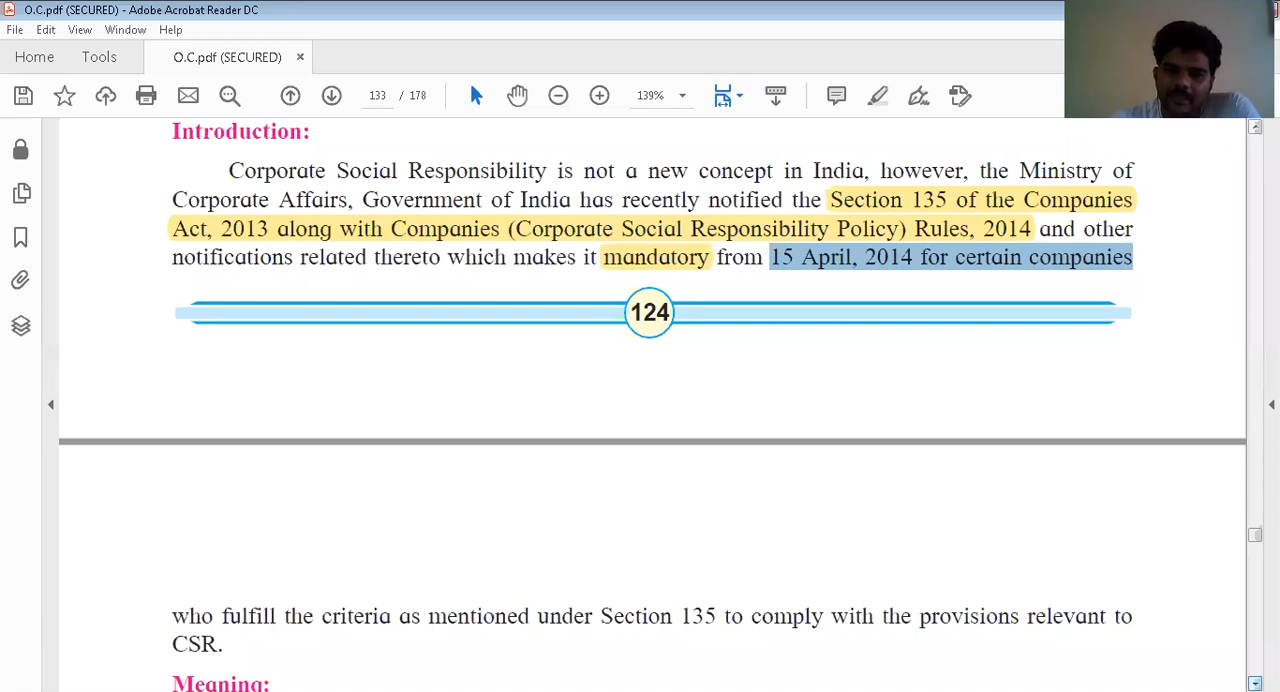 O.C.pdf (SECURED) - Adobe Acrobat Reader DC
File Edit View Window Help
Home Tools O.C.pdf (SECURED) ×
133 / 178 139%
Introduction:
Corporate Social Responsibility is not a new concept in India, however, the Ministry of
Corporate Affairs, Government of India has recently notified the Section 135 of the Companies
Act, 2013 along with Companies (Corporate Social Responsibility Policy) Rules, 2014 and other
notifications related thereto which makes it mandatory from 15 April, 2014 for certain companies
124
who fulfill the criteria as mentioned under Section 135 to comply with the provisions relevant to
CSR.
Meaning: